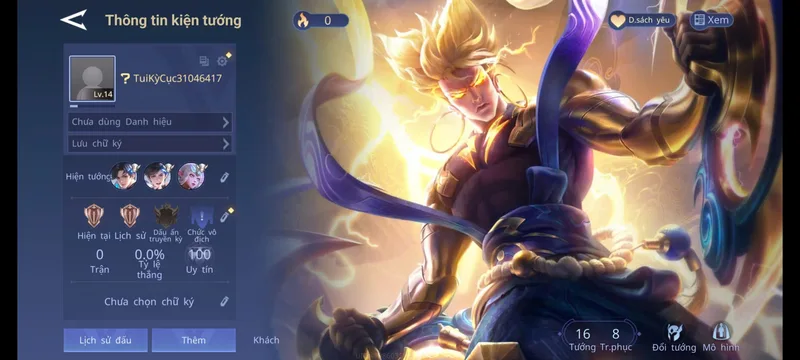 Thông tin kiện tướng
0
D.sách yêu
Xem
TuiKỳCục31046417
Lv.14
Chưa dùng Danh hiệu
Lưu chữ ký
Hiện tướng
Hiện tại
Lịch sử
Dấu ấn truyền kỳ
Chức vô địch
0
Trận
0.0%
Tỷ lệ thắng
100
Uy tín
Chưa chọn chữ ký
Lịch sử đấu
Thêm
Khách
16
Tướng
8
Tr.phục
Đổi tướng
Mô hình